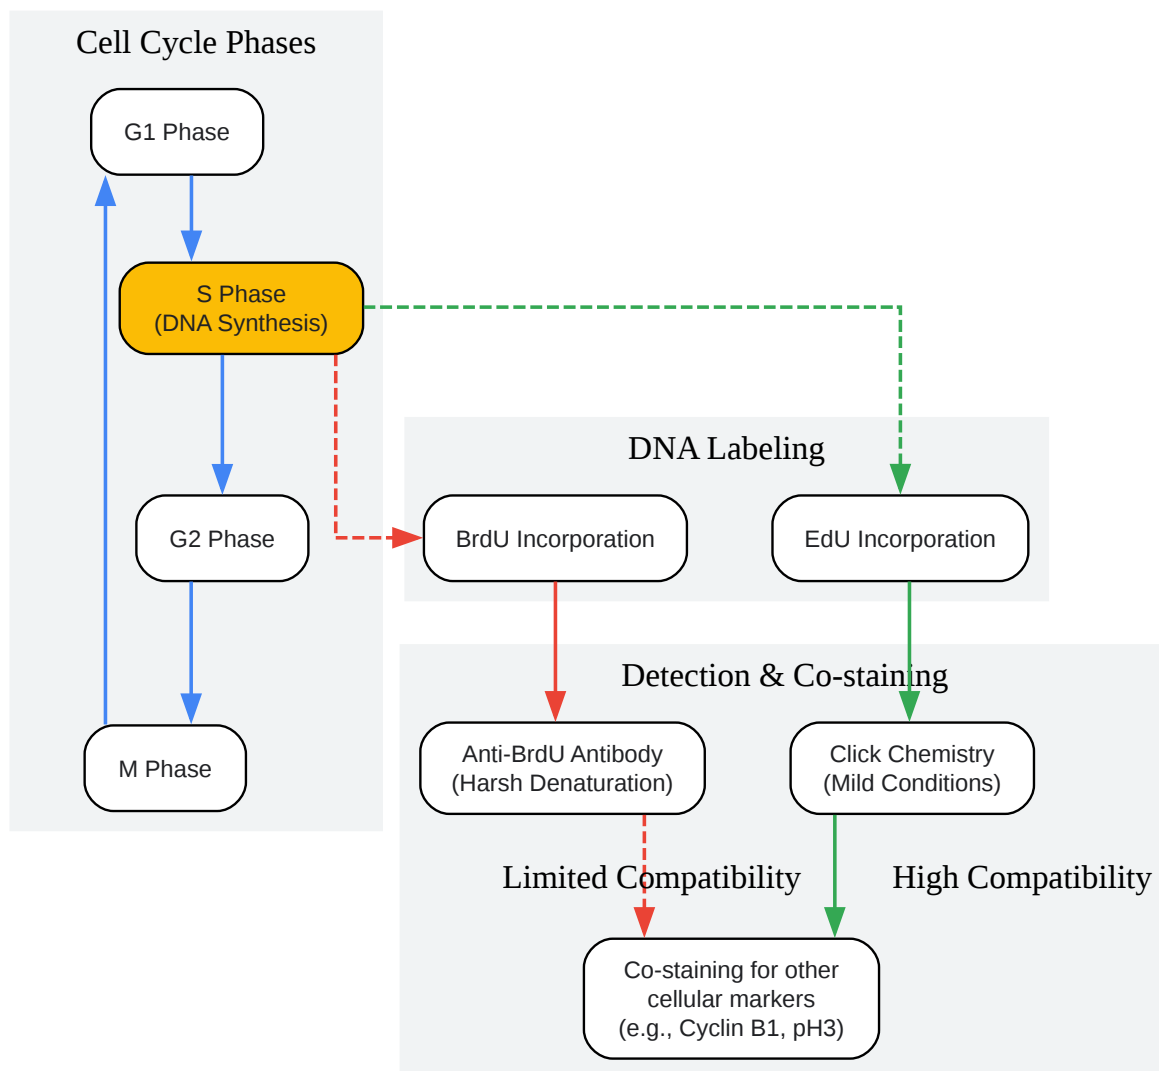 Cell Cycle Phases
G1 Phase
S Phase
(DNA Synthesis)
G2 Phase
M Phase
DNA Labeling
BrdU Incorporation
EdU Incorporation
Detection & Co-staining
Anti-BrdU Antibody
(Harsh Denaturation)
Click Chemistry
(Mild Conditions)
Limited Compatibility
High Compatibility
Co-staining for other
cellular markers
(e.g., Cyclin B1, pH3)